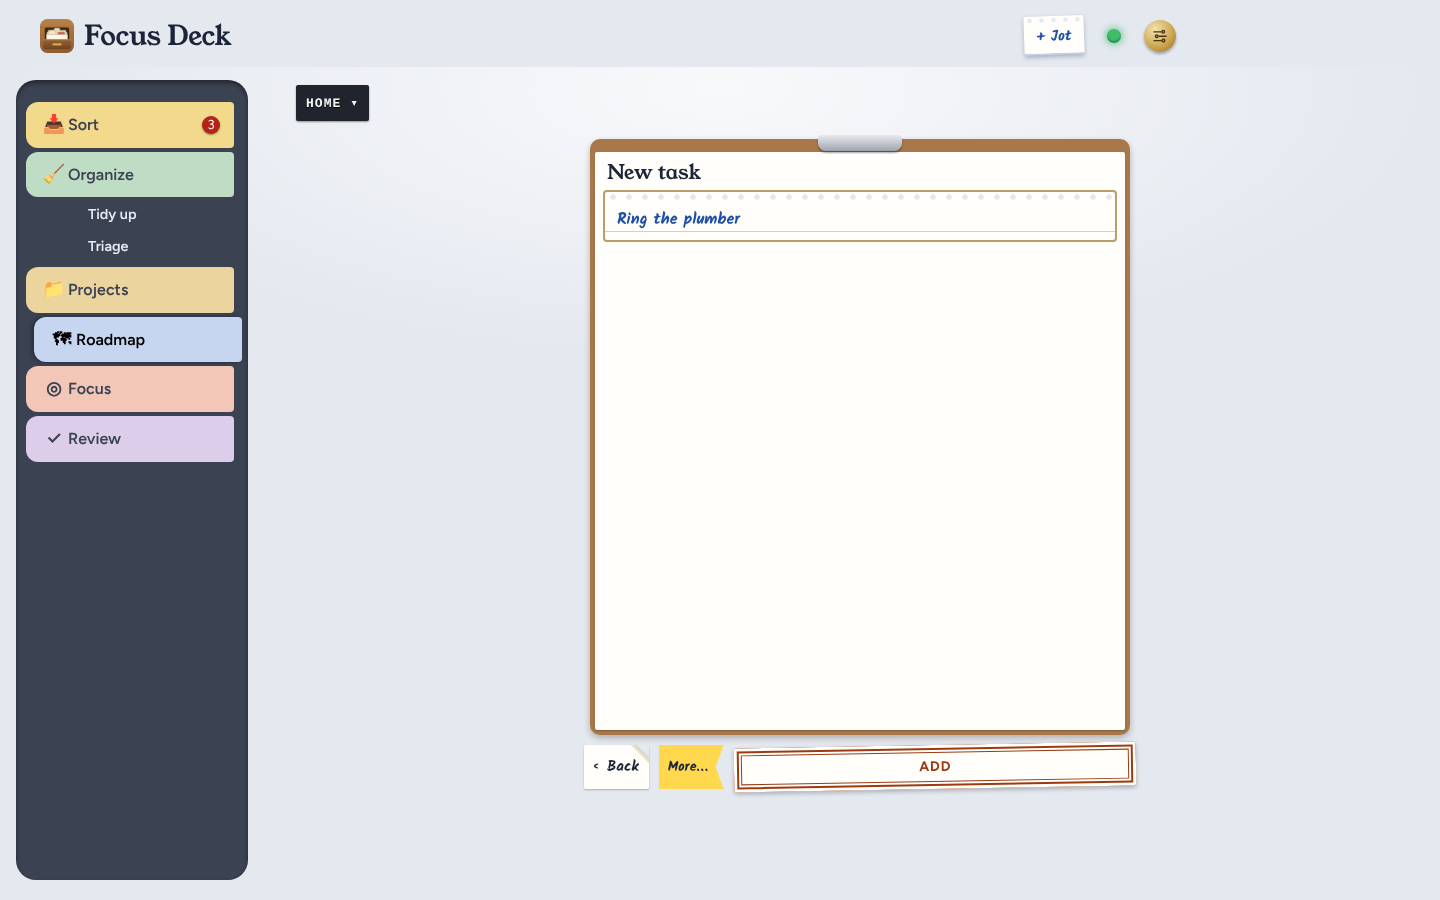 Focus Deck
+ Jot
Sort
3
Organize
Tidy up
Triage
Projects
Roadmap
Focus
Review
HOME ▾
New task
Ring the plumber
< Back
More...
ADD